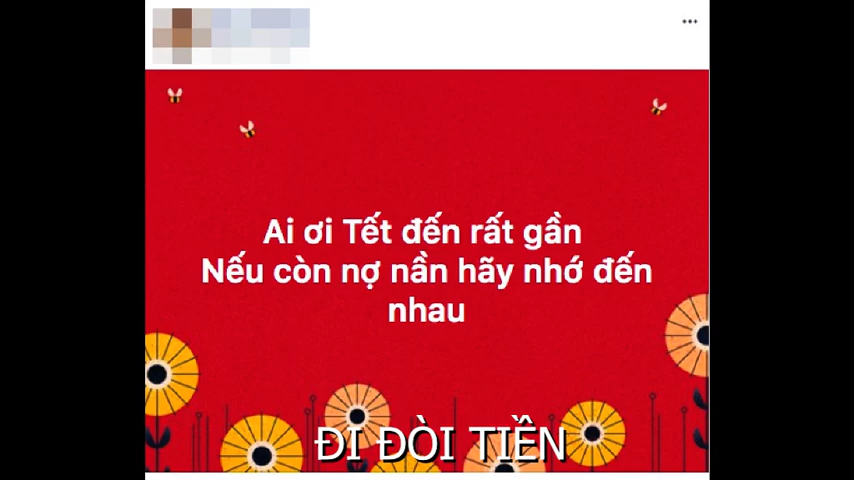 Ai ơi Tết đến rất gần
Nếu còn nợ nần hãy nhớ đến
nhau
ĐI ĐÒI TIỀN